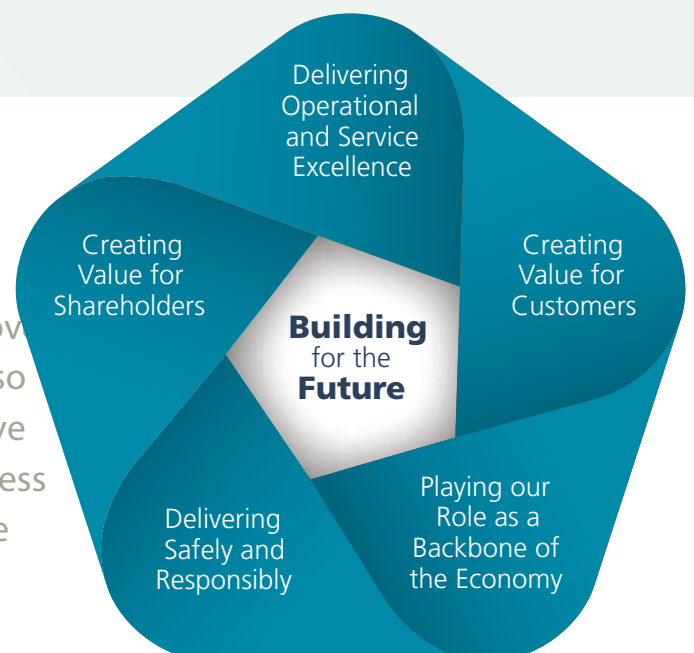 Delivering
Operational
and Service
Excellence
Creating
Value for
Shareholders
Creating
Value for
Customers
Building
for the
Future
so
Delivering
Safely and
Responsibly
Playing our
Role as a
Backbone of
the Economy